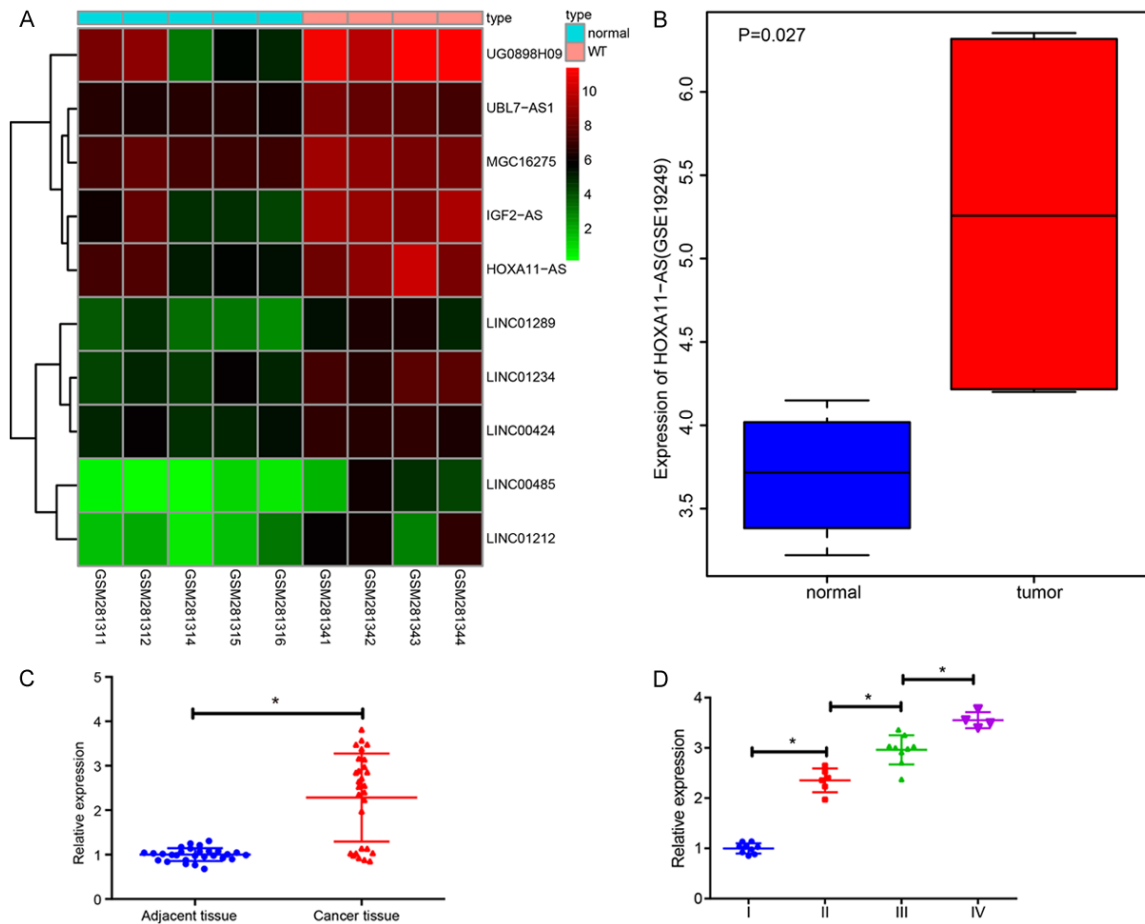 A
type
type
normal
WT
UG0898H09
UBL7-AS1
MGC16275
IGF2-AS
HOXA11-AS
LINC01289
LINC01234
LINC00424
LINC00485
LINC01212
10
8
6
4
2
GSM281311
GSM281312
GSM281314
GSM281315
GSM281316
GSM281341
GSM281342
GSM281343
GSM281344
B
P=0.027
Expression of HOXA11-AS(GSE19249)
6.0
5.5
5.0
4.5
4.0
3.5
normal
tumor
C
Relative expression
5
4
3
2
1
0
*
Adjacent tissue
Cancer tissue
D
Relative expression
4
3
2
1
0
*
*
*
I
II
III
IV